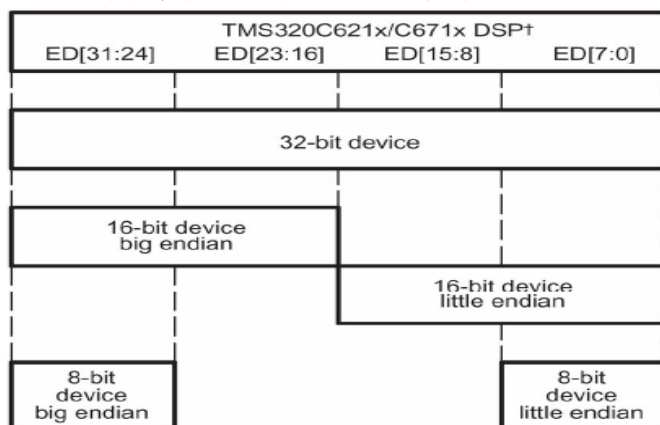 TMS320C621x/C671x DSP†
ED[31:24] ED[23:16] ED[15:8] ED[7:0]
32-bit device
16-bit device
big endian
16-bit device
little endian
8-bit
device
big endian
8-bit
device
little endian